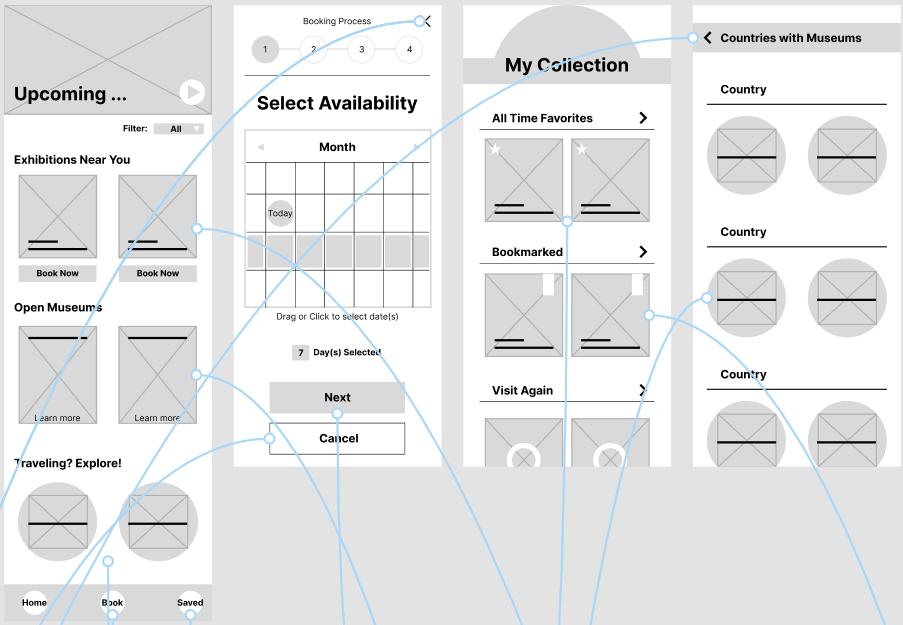 Upcoming ...
Filter: All
Exhibitions Near You
Book Now Book Now
Open Museums
Learn more Learn more
Traveling? Explore!
Home Book Saved
Booking Process
1 2 3 4
Select Availability
Month
Today
Drag or Click to select date(s)
7 Day(s) Selected
Next
Cancel
My Collection
All Time Favorites
Bookmarked
Visit Again
Countries with Museums
Country
Country
Country